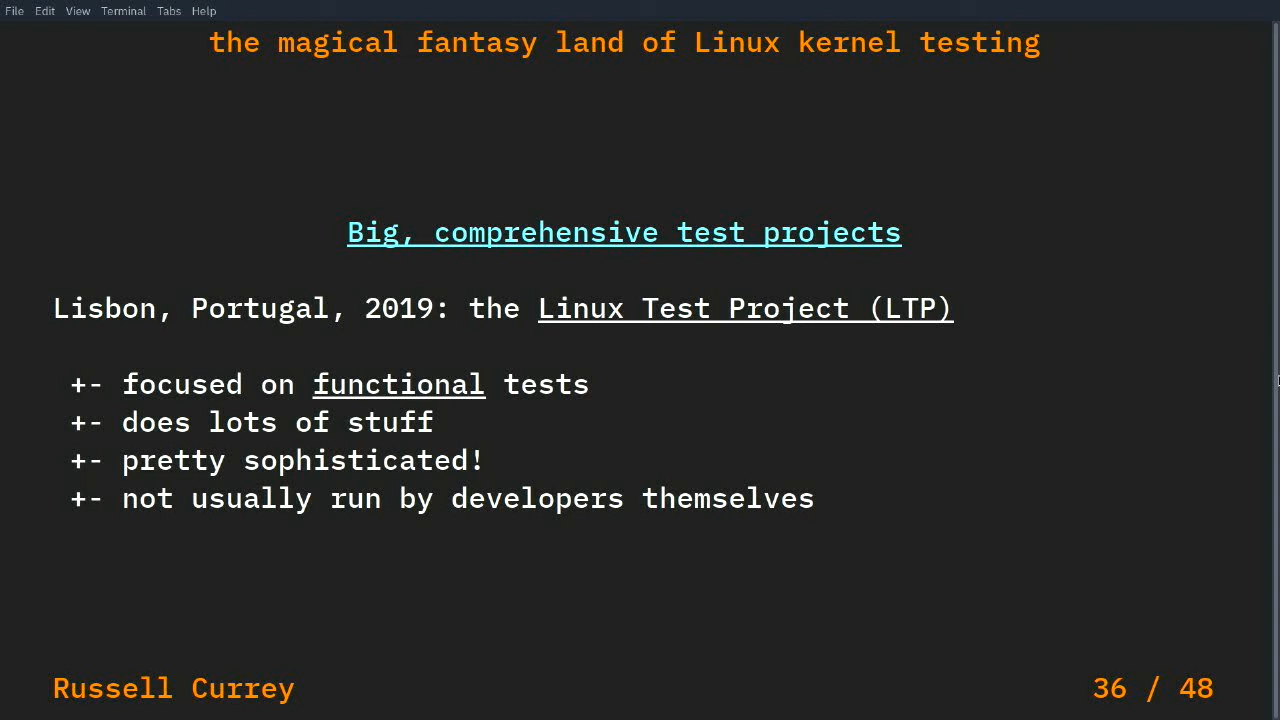 File Edit View Terminal Tabs Help
the magical fantasy land of Linux kernel testing
Big, comprehensive test projects
Lisbon, Portugal, 2019: the Linux Test Project (LTP)
+- focused on functional tests
+- does lots of stuff
+- pretty sophisticated!
+- not usually run by developers themselves
Russell Currey 36 / 48